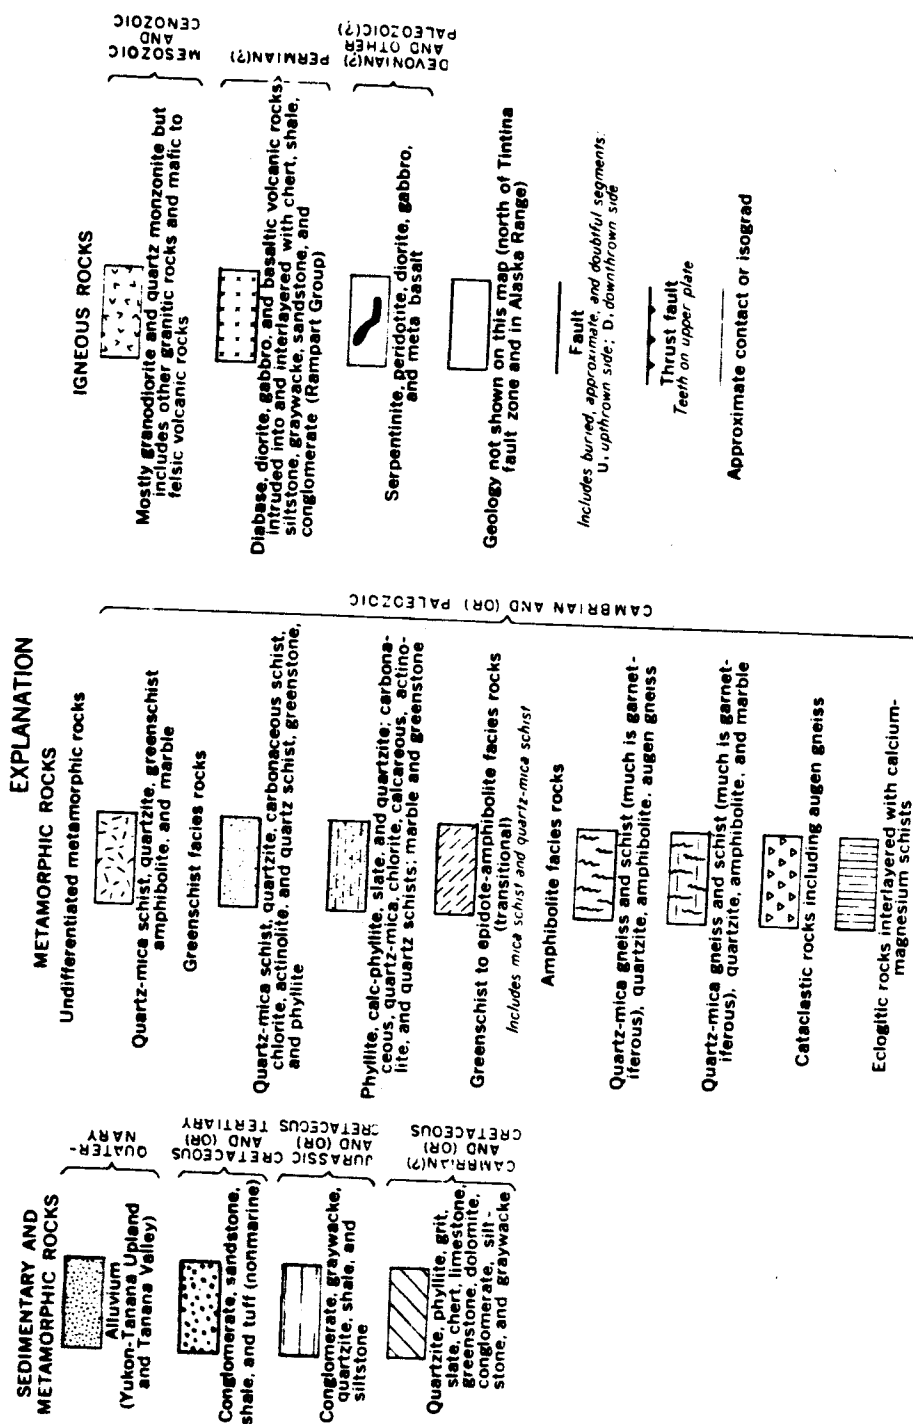 EXPLANATION
SEDIMENTARY AND
METAMORPHIC ROCKS
Alluvium
(Yukon-Tanana Upland
and Tanana Valley)
QUATER-
NARY
Conglomerate, sandstone,
shale, and tuff (nonmarine)
CRETACEOUS
AND (OR)
TERTIARY
Conglomerate, graywacke,
quartzite, shale, and
siltstone
JURASSIC
AND (OR)
CRETACEOUS
Quartzite, phyllite, grit,
slate, chert, limestone,
greenstone, dolomite,
conglomerate, silt-
stone, and graywacke
CAMBRIAN(?)
AND (OR)
CRETACEOUS
METAMORPHIC ROCKS
Undifferentiated metamorphic rocks
Quartz-mica schist, quartzite, greenschist
amphibolite, and marble
Greenschist facies rocks
Quartz-mica schist, quartzite, carbonaceous schist,
chlorite, actinolite, and quartz schist, greenstone,
and phyllite
Phyllite, calc-phyllite, slate, and quartzite; carbona-
ceous, quartz-mica, chlorite, calcareous, actino-
lite, and quartz schists; marble and greenstone
Greenschist to epidote-amphibolite facies rocks
(transitional)
Includes mica schist and quartz-mica schist
Amphibolite facies rocks
Quartz-mica gneiss and schist (much is garnet-
iferous), quartzite, amphibolite, augen gneiss
Quartz-mica gneiss and schist (much is garnet-
iferous), quartzite, amphibolite, and marble
Cataclastic rocks including augen gneiss
Eclogitic rocks interlayered with calcium-
magnesium schists
CAMBRIAN AND (OR) PALEOZOIC
IGNEOUS ROCKS
Mostly granodiorite and quartz monzonite but
includes other granitic rocks and mafic to
felsic volcanic rocks
MESOZOIC
AND
CENOZOIC
Diabase, diorite, gabbro, and basaltic volcanic rocks
intruded into and interlayered with chert, shale,
siltstone, graywacke, sandstone, and
conglomerate (Rampart Group)
PERMIAN(?)
Serpentinite, peridotite, diorite, gabbro,
and meta basalt
DEVONIAN(?)
AND OTHER
PALEOZOIC(?)
Geology not shown on this map (north of Tintina
fault zone and in Alaska Range)
Fault
Includes buried, approximate, and doubtful segments:
U, upthrown side; D, downthrown side
Thrust fault
Teeth on upper plate
Approximate contact or isograd